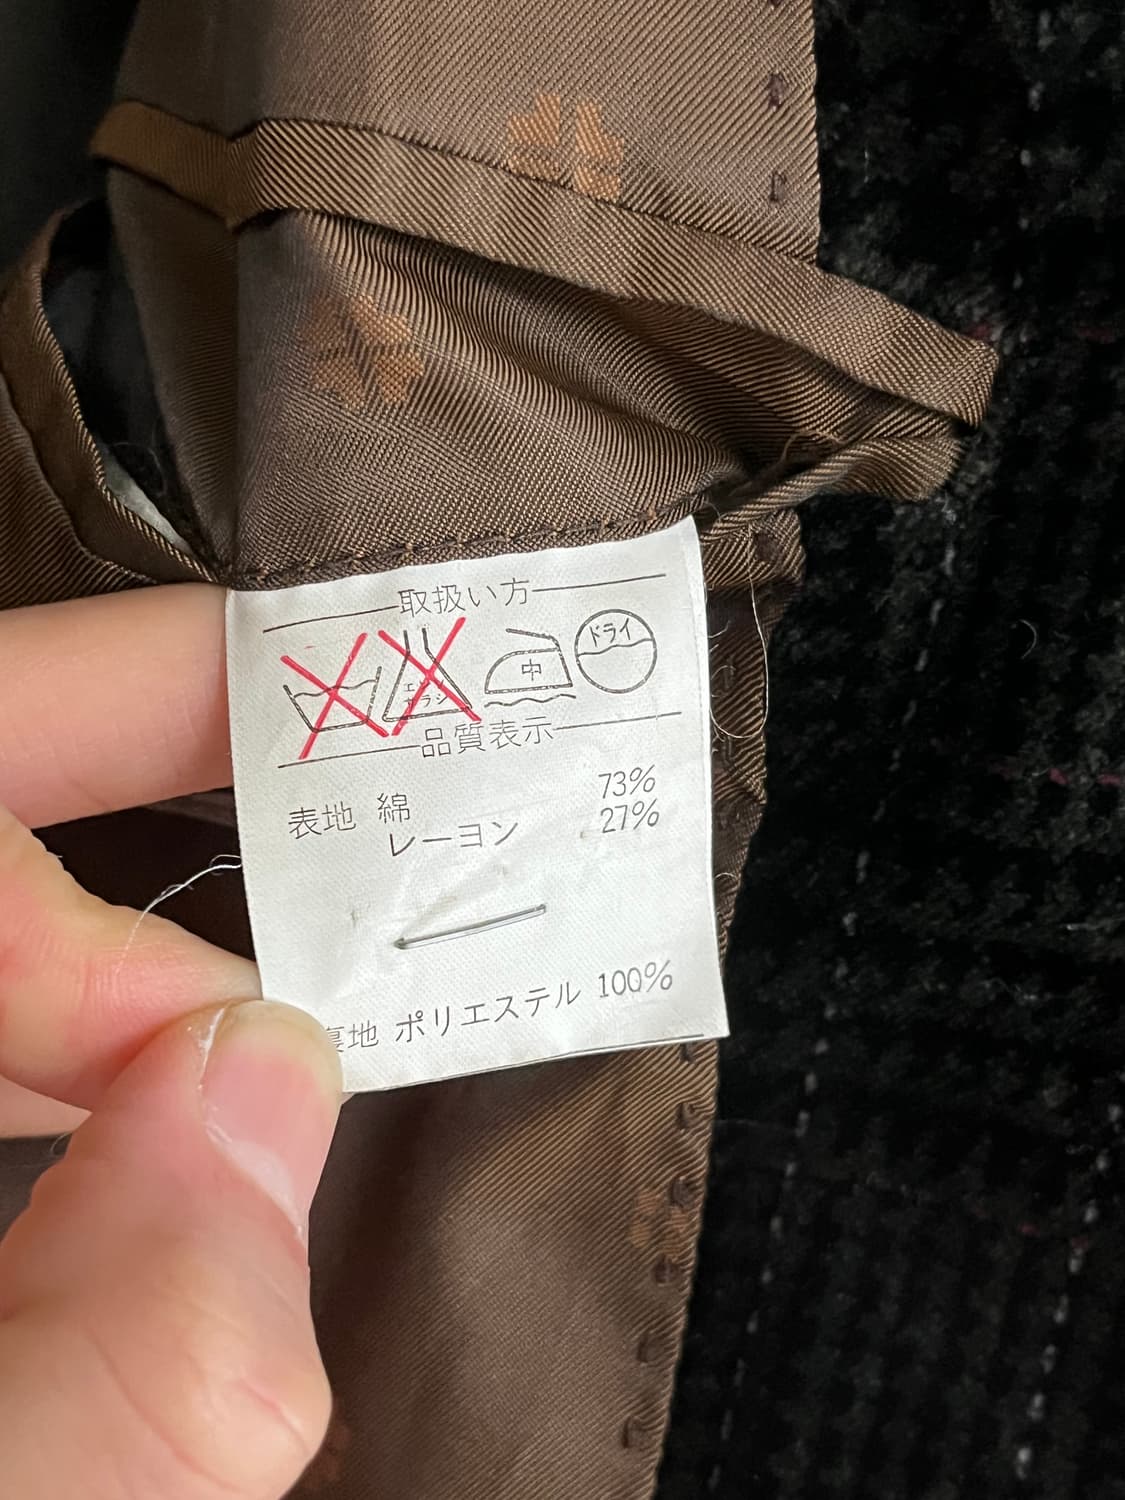 取扱い方
エンソ
サラシ
中
ドライ
品質表示
表地 綿 73%
レーヨン 27%
裏地 ポリエステル 100%